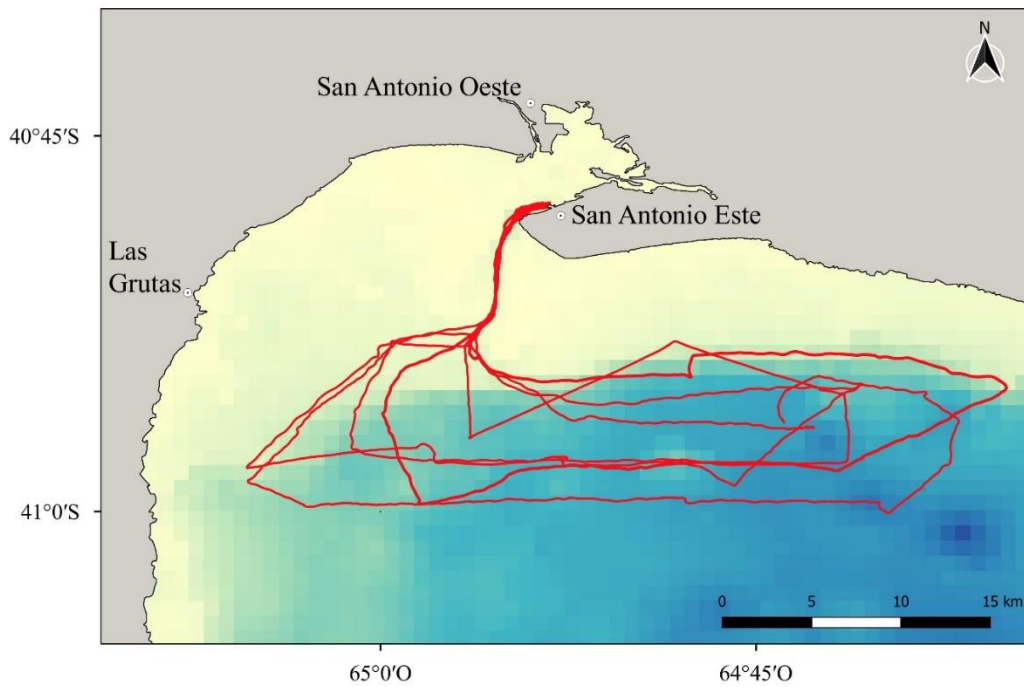 N
San Antonio Oeste
40°45′S
San Antonio Este
Las
Grutas
41°0′S
0 5 10 15 km
65°0′O 64°45′O